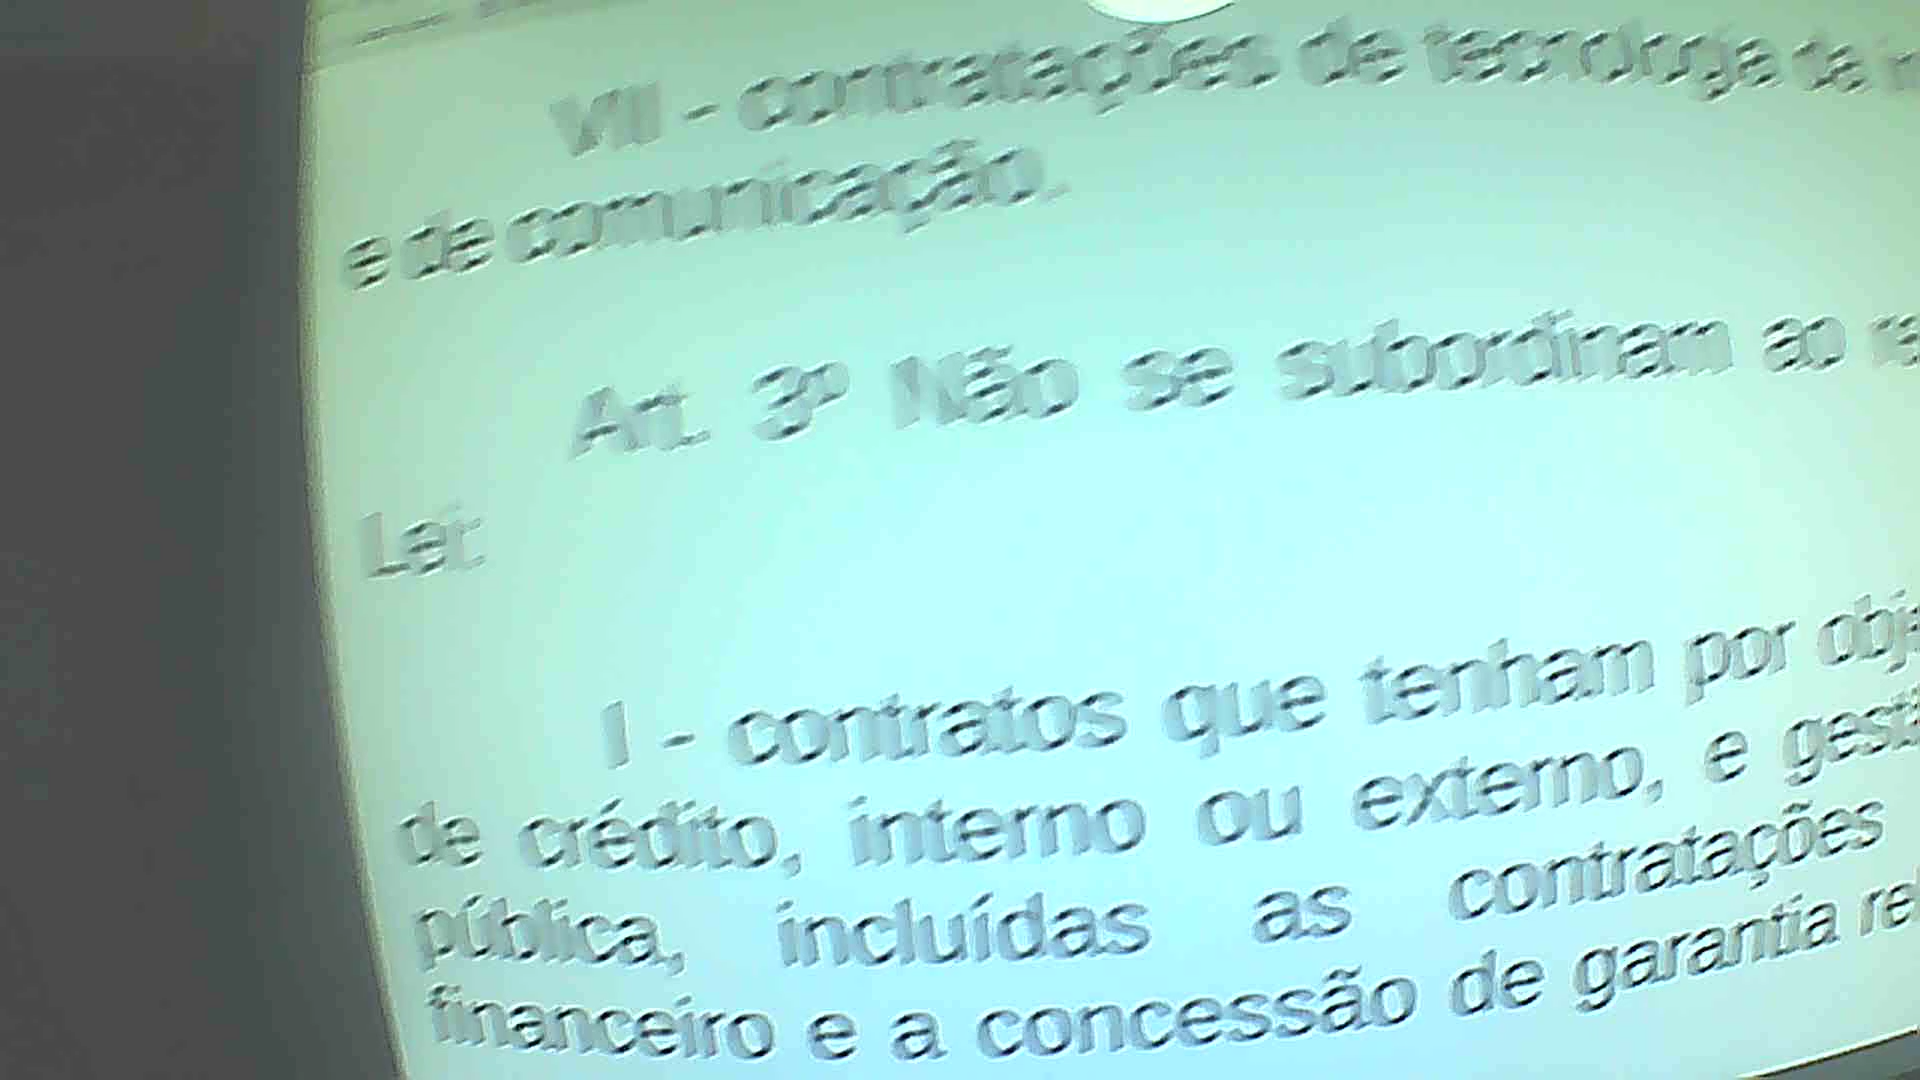 VII - contratações de tecnologia da
e de comunicação.
Art. 3º Não se subordinam ao
Lei:
I - contratos que tenham por
de crédito, interno ou externo, e
pública, incluídas as contratações
financeiro e a concessão de garantia